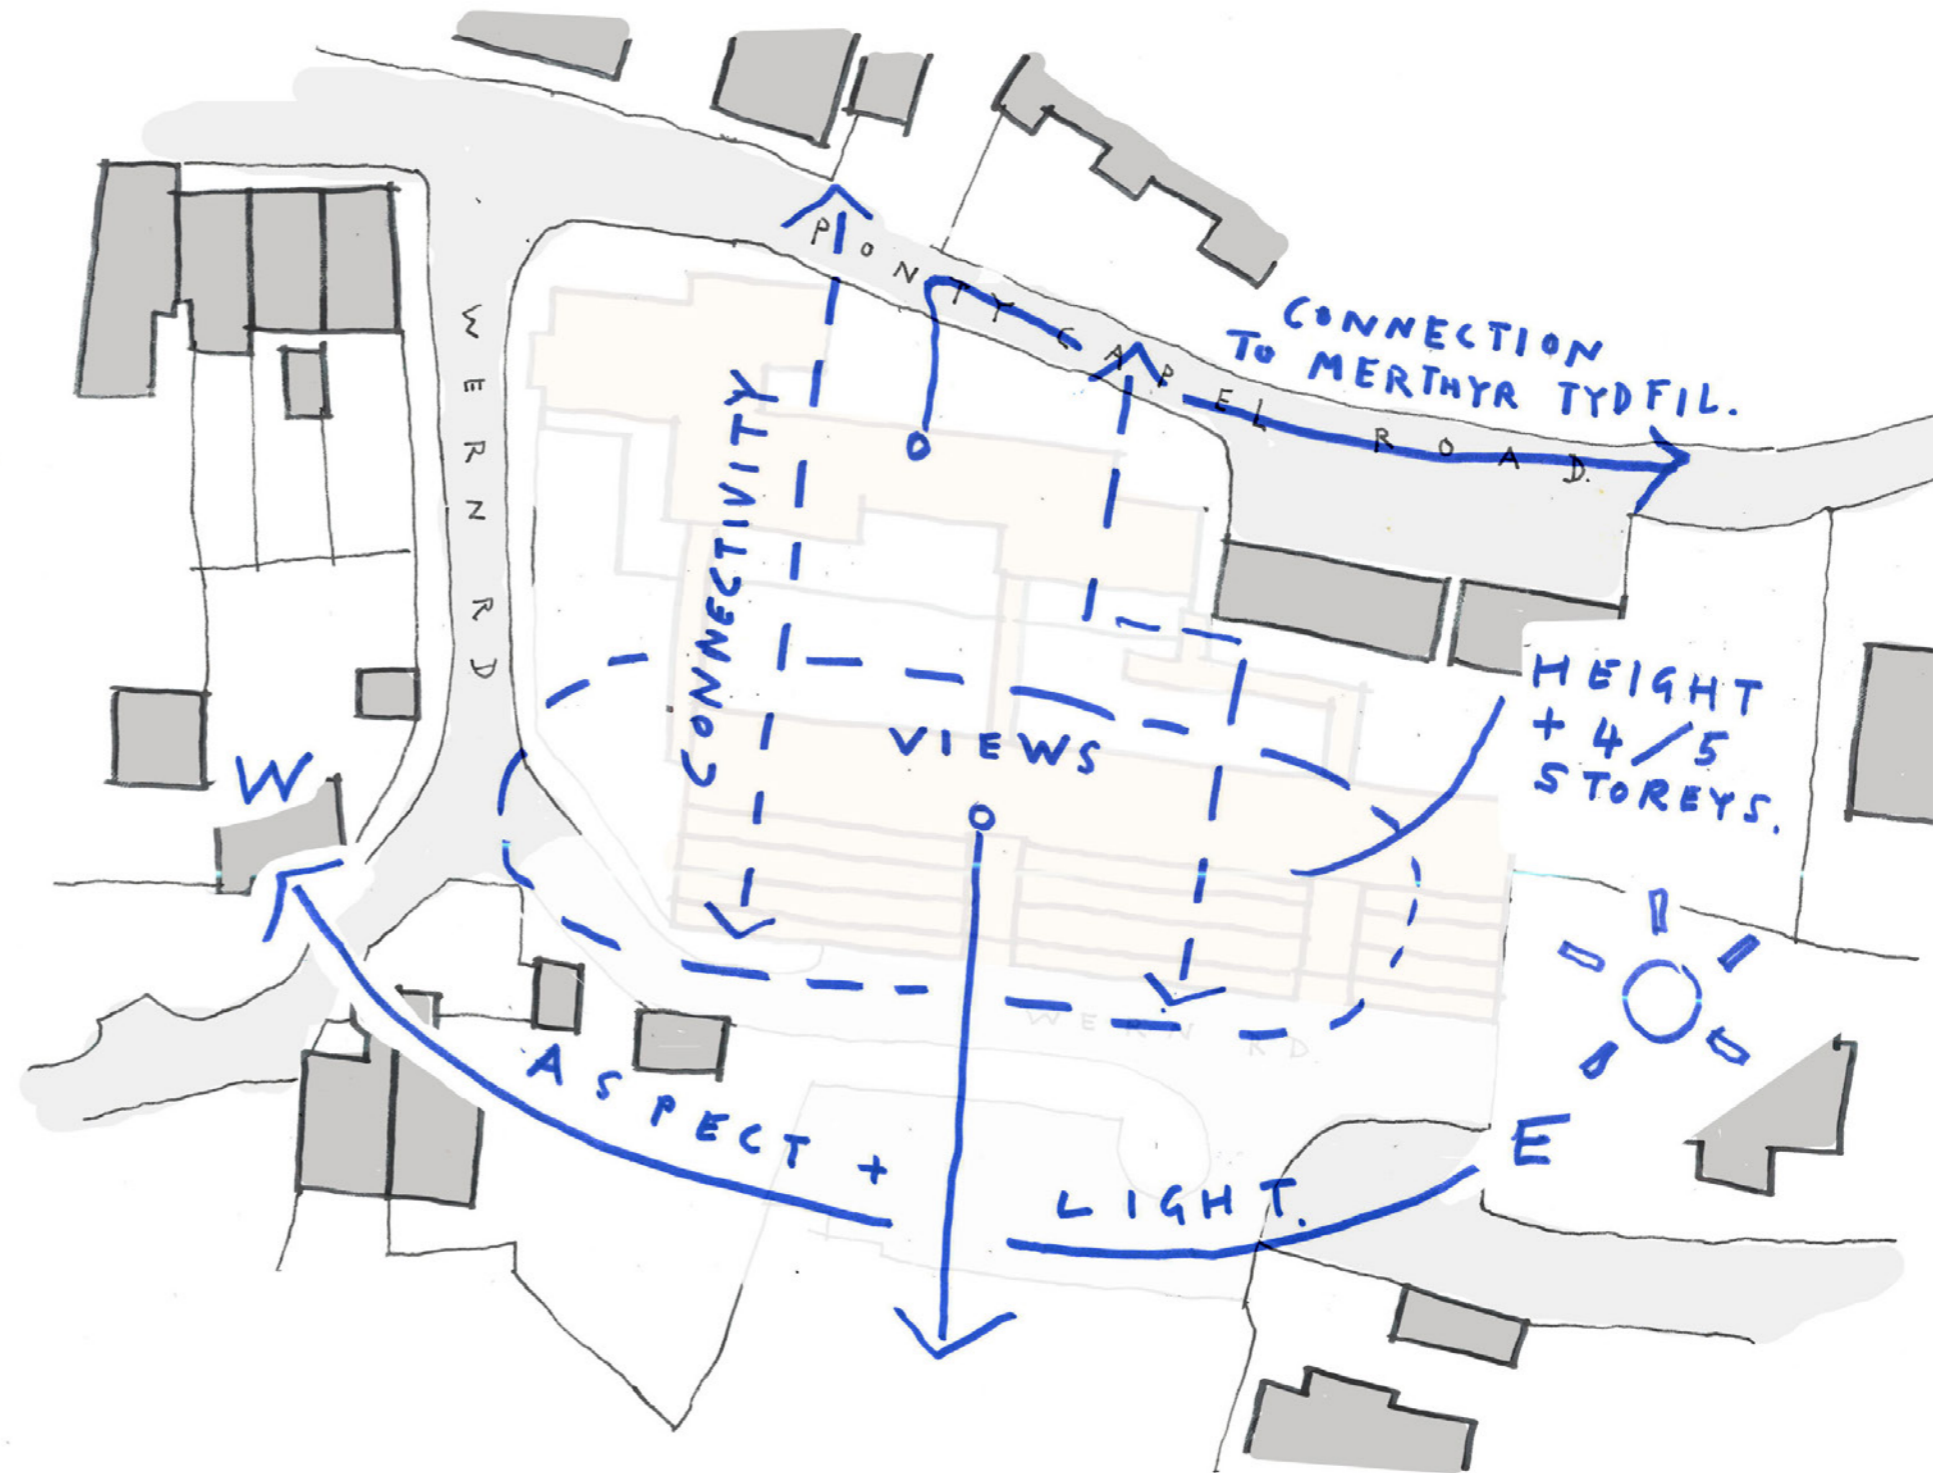 PONTYCAPEL ROAD.
CONNECTION
TO MERTHYR TYDFIL.
WERN RD
CONNECTIVITY
VIEWS
HEIGHT
+ 4/5
STOREYS.
W
WERN RD
ASPECT +
LIGHT.
E